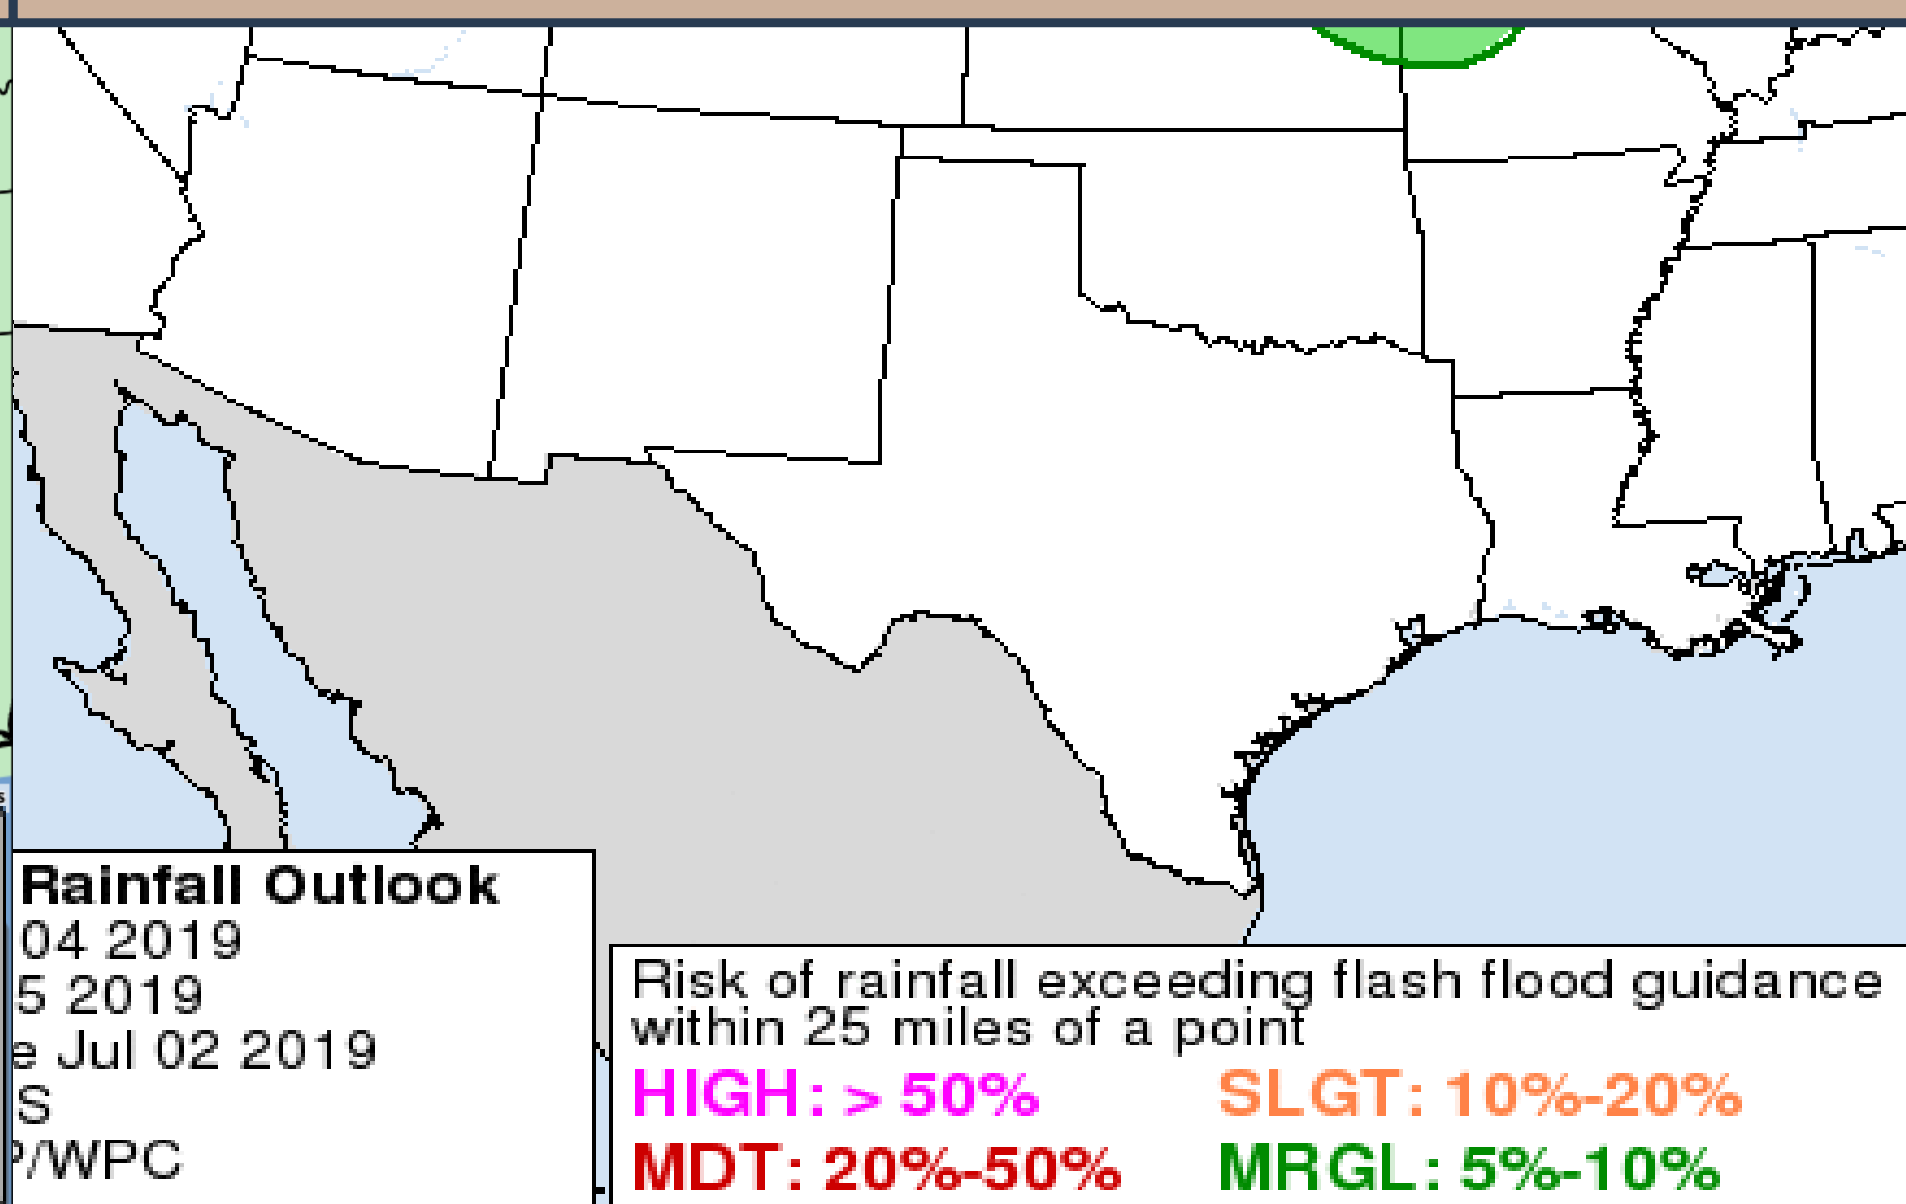 Rainfall Outlook
04 2019
5 2019
e Jul 02 2019
S
P/WPC
Risk of rainfall exceeding flash flood guidance
within 25 miles of a point
HIGH: > 50% SLGT: 10%-20%
MDT: 20%-50% MRGL: 5%-10%